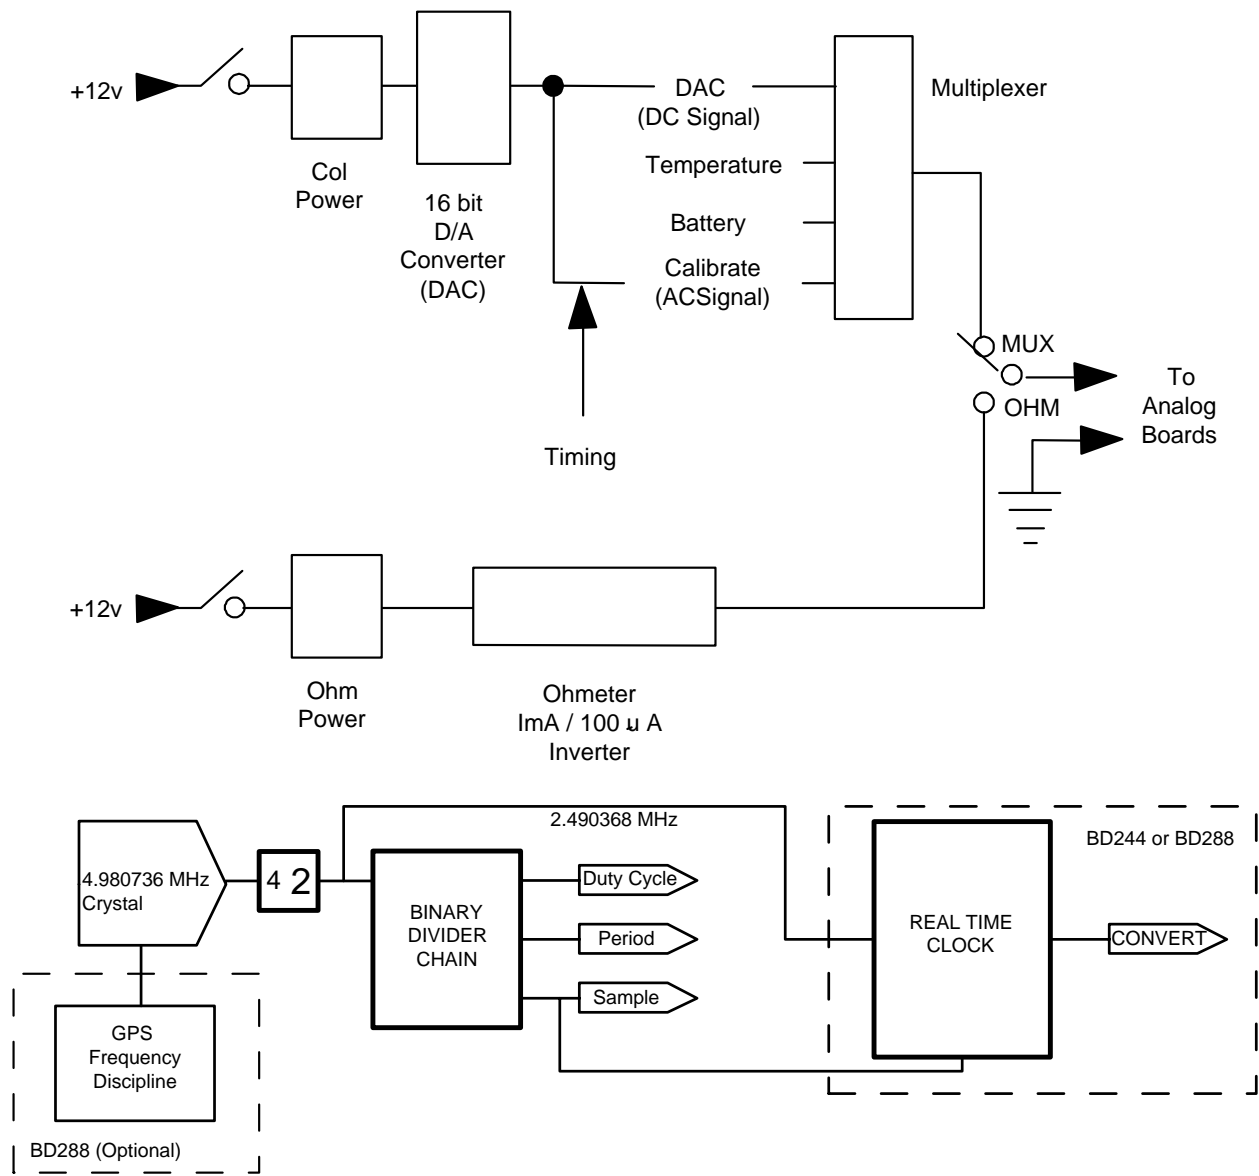 +12v
Col
Power
16 bit
D/A
Converter
(DAC)
DAC
(DC Signal)
Temperature
Battery
Calibrate
(ACSignal)
Multiplexer
Timing
MUX
OHM
To
Analog
Boards
+12v
Ohm
Power
Ohmeter
ImA / 100 µ A
Inverter
4.980736 MHz
Crystal
4 2
2.490368 MHz
BINARY
DIVIDER
CHAIN
Duty Cycle
Period
Sample
BD244 or BD288
REAL TIME
CLOCK
CONVERT
GPS
Frequency
Discipline
BD288 (Optional)